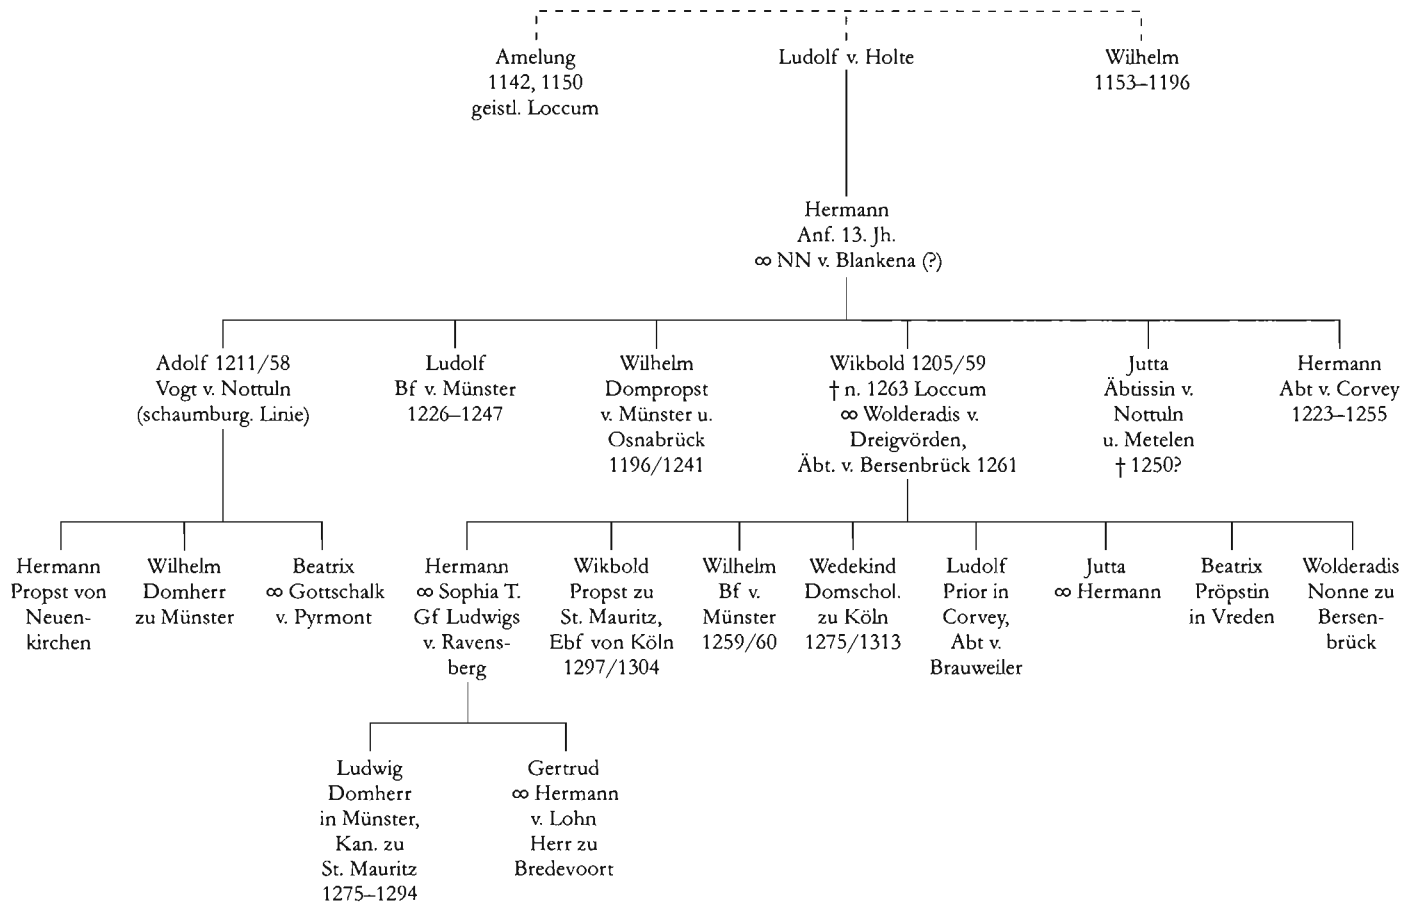 Amelung
1142, 1150
geistl. Loccum
Ludolf v. Holte
Wilhelm
1153–1196
Hermann
Anf. 13. Jh.
∞ NN v. Blankena (?)
Adolf 1211/58
Vogt v. Nottuln
(schaumburg. Linie)
Ludolf
Bf v. Münster
1226–1247
Wilhelm
Dompropst
v. Münster u.
Osnabrück
1196/1241
Wikbold 1205/59
† n. 1263 Loccum
∞ Wolderadis v.
Dreigvörden,
Äbt. v. Bersenbrück 1261
Jutta
Äbtissin v.
Nottuln
u. Metelen
† 1250?
Hermann
Abt v. Corvey
1223–1255
Hermann
Propst von
Neuen-
kirchen
Wilhelm
Domherr
zu Münster
Beatrix
∞ Gottschalk
v. Pyrmont
Hermann
∞ Sophia T.
Gf Ludwigs
v. Ravens-
berg
Wikbold
Propst zu
St. Mauritz,
Ebf von Köln
1297/1304
Wilhelm
Bf v.
Münster
1259/60
Wedekind
Domschol.
zu Köln
1275/1313
Ludolf
Prior in
Corvey,
Abt v.
Brauweiler
Jutta
∞ Hermann
Beatrix
Pröpstin
in Vreden
Wolderadis
Nonne zu
Bersen-
brück
Ludwig
Domherr
in Münster,
Kan. zu
St. Mauritz
1275–1294
Gertrud
∞ Hermann
v. Lohn
Herr zu
Bredevoort